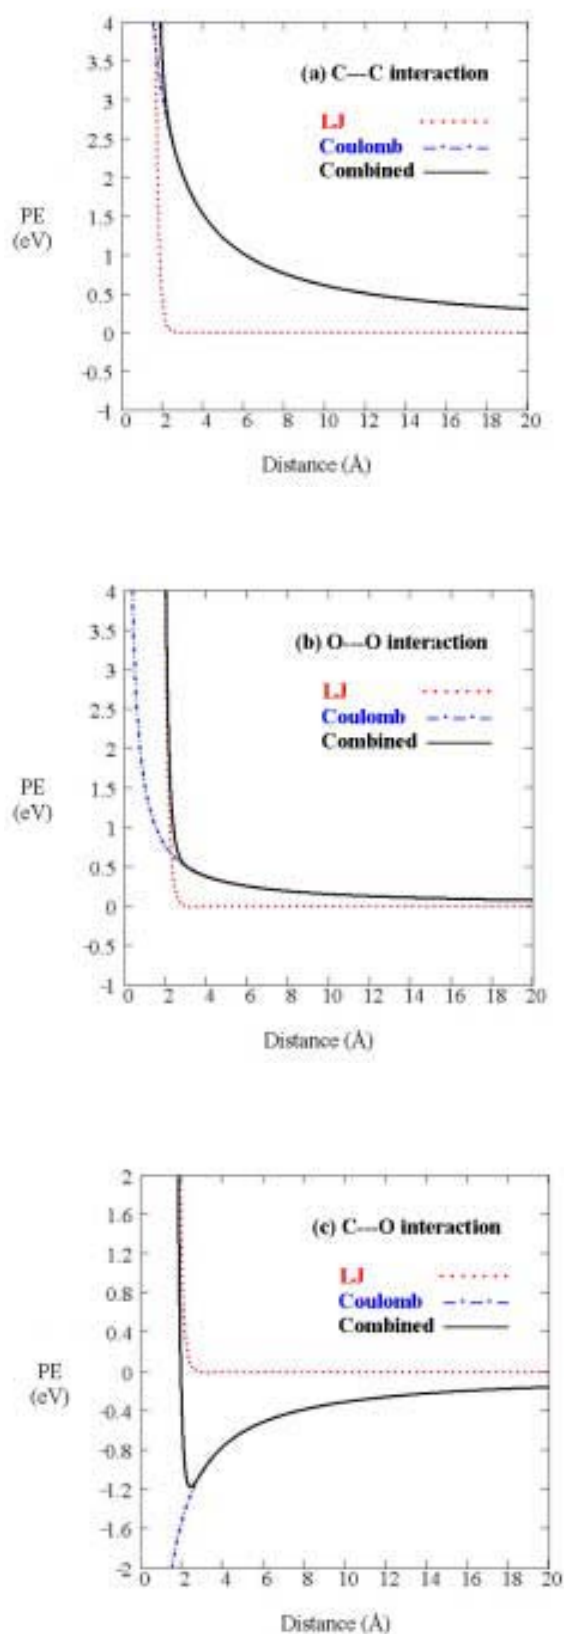 4
3.5
(a) C---C interaction
3
LJ
2.5
Coulomb
Combined
2
PE
(eV)
1.5
1
0.5
0
-0.5
-1
0 2 4 6 8 10 12 14 16 18 20
Distance (Å)
4
3.5
(b) O---O interaction
3
LJ
2.5
Coulomb
Combined
2
PE
(eV)
1.5
1
0.5
0
-0.5
-1
0 2 4 6 8 10 12 14 16 18 20
Distance (Å)
2
1.6
(c) C---O interaction
1.2
LJ
0.8
Coulomb
Combined
0.4
PE
(eV)
0
-0.4
-0.8
-1.2
-1.6
-2
0 2 4 6 8 10 12 14 16 18 20
Distance (Å)